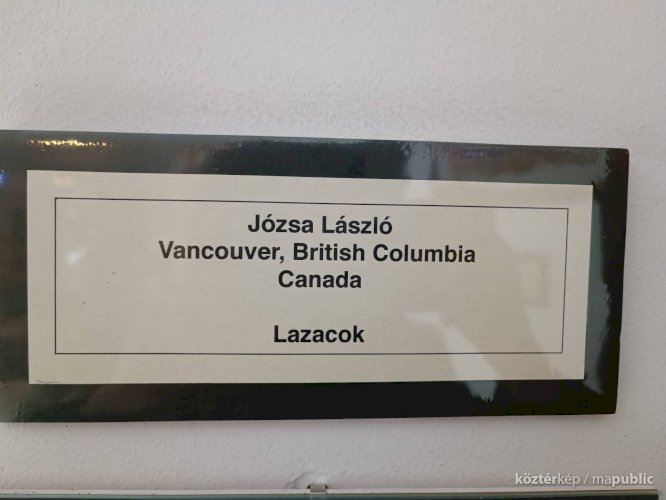 Józsa László
Vancouver, British Columbia
Canada
Lazacok
köztérkép / mapublic